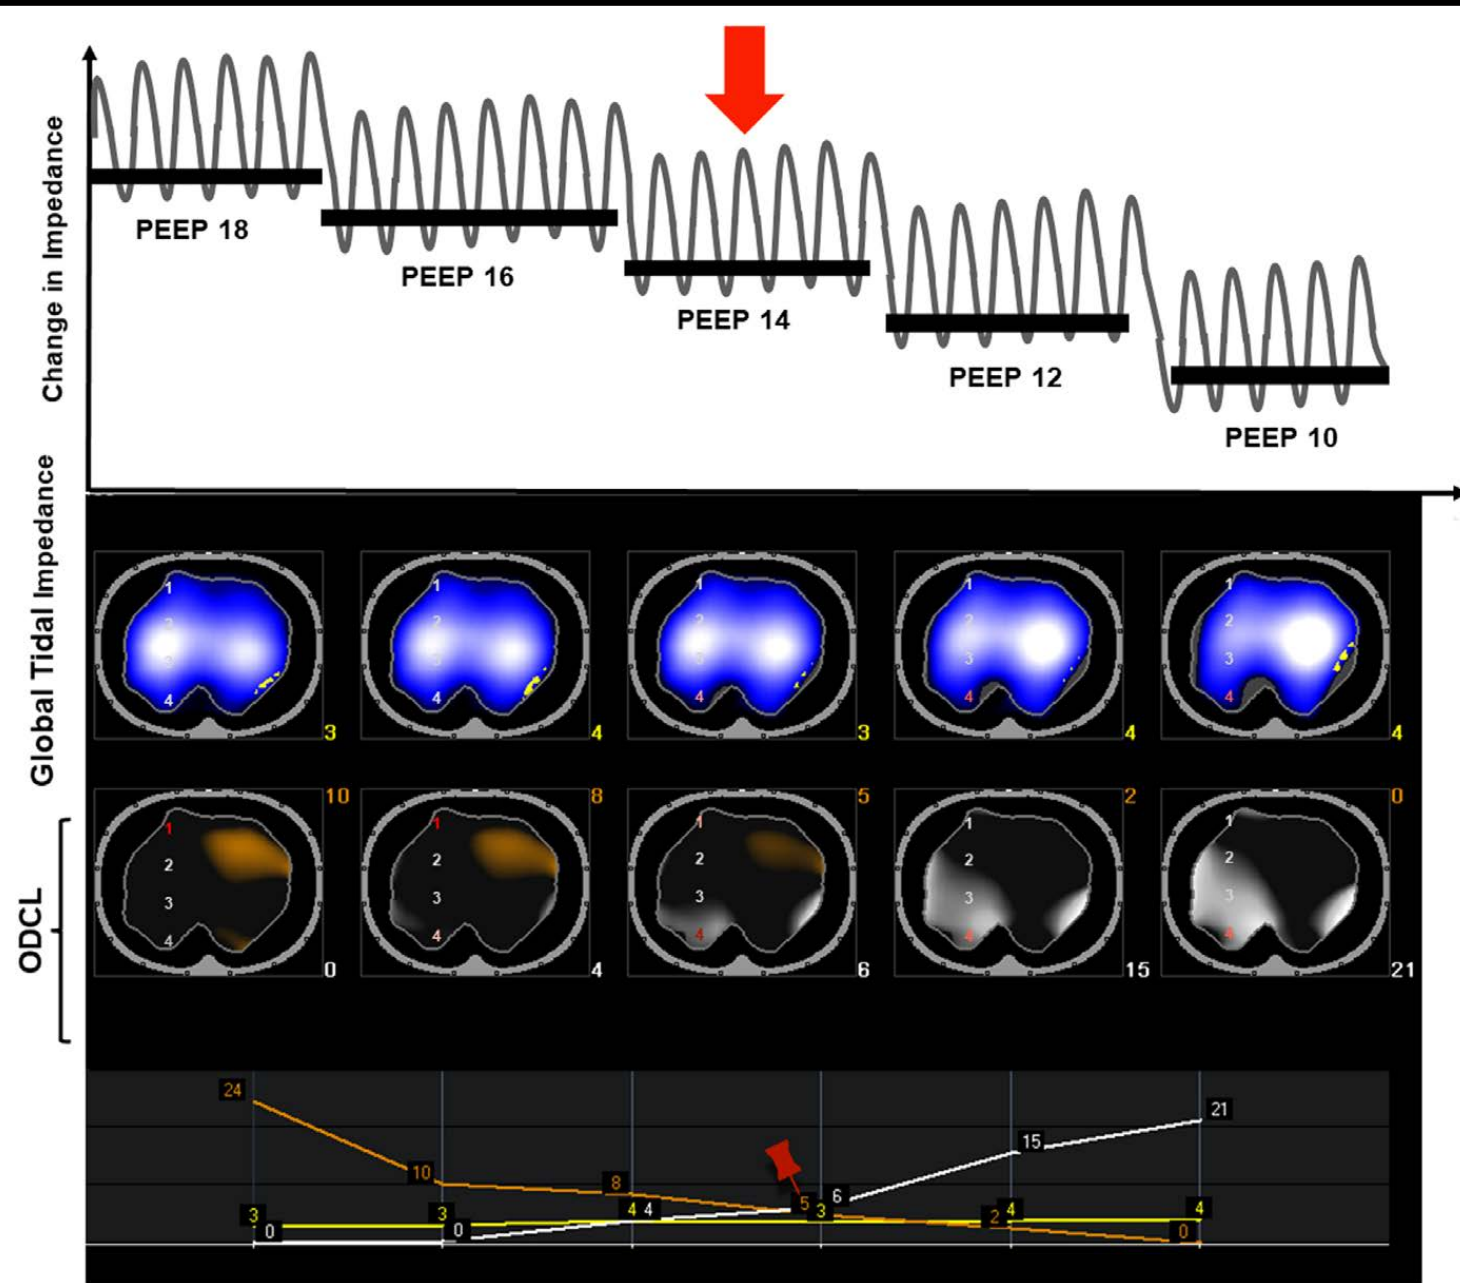 Change in Impedance
PEEP 18
PEEP 16
PEEP 14
PEEP 12
PEEP 10
Global Tidal Impedance
1 1 1 1 1
2 2 2 2 2
3 3 3 3 3
4 4 4 4 4
3 4 3 4 4
ODCL
10 8 5 2 0
1 1 1 1 1
2 2 2 2 2
3 3 3 3 3
4 4 4 4 4
0 4 6 15 21
24
21
15
10
8
5 6
3 3 4 4 3 2 4 4
0 0 0